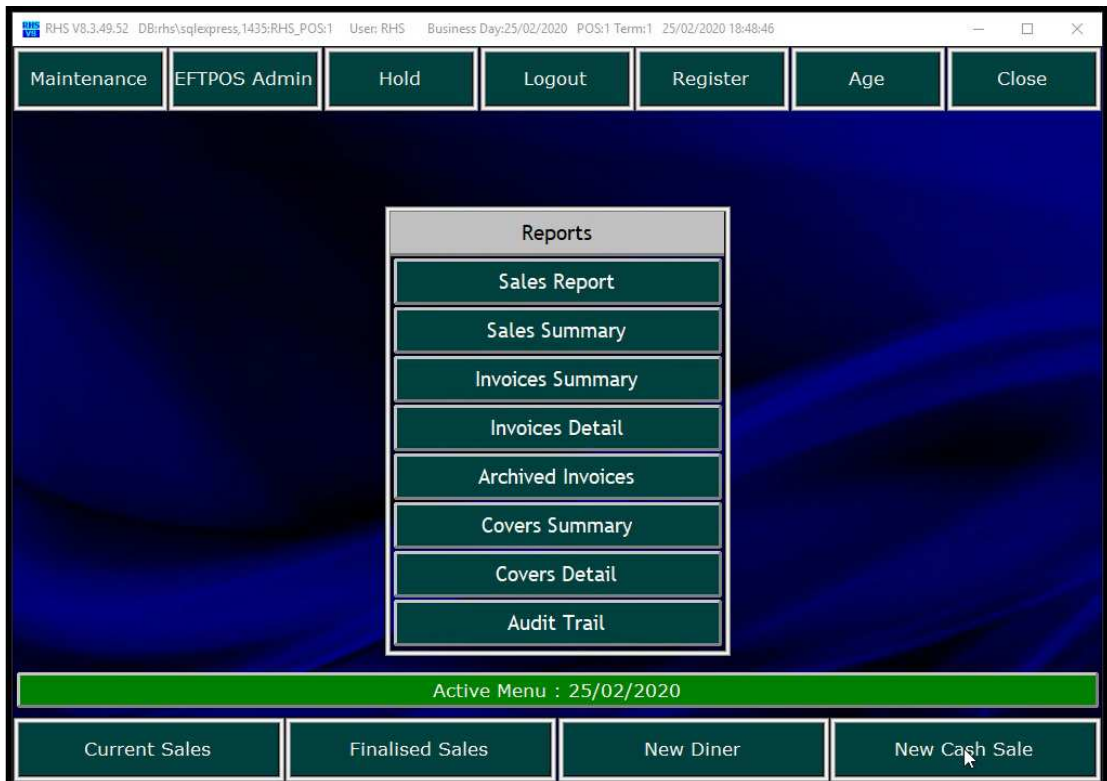 RHS V8 RHS V8.3.49.52 DB:rhs\sqlexpress,1435:RHS_POS:1 User: RHS Business Day:25/02/2020 POS:1 Term:1 25/02/2020 18:48:46
Maintenance EFTPOS Admin Hold Logout Register Age Close
Reports
Sales Report
Sales Summary
Invoices Summary
Invoices Detail
Archived Invoices
Covers Summary
Covers Detail
Audit Trail
Active Menu : 25/02/2020
Current Sales Finalised Sales New Diner New Cash Sale